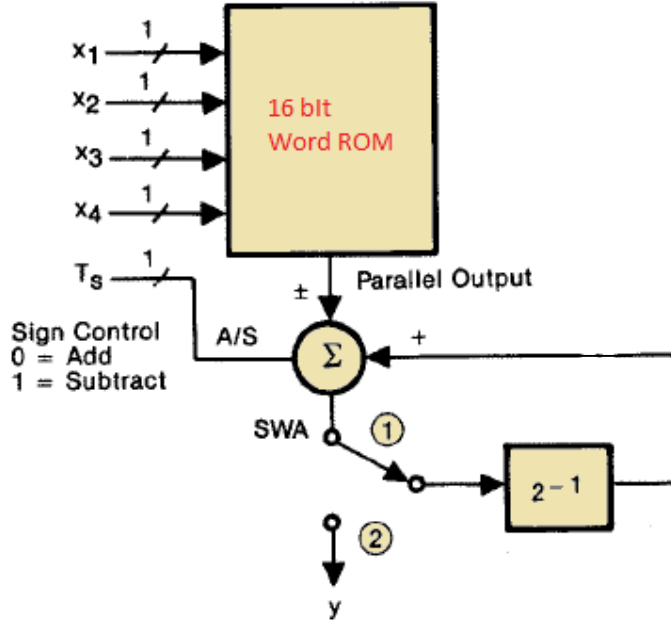 1
x1
1
x2
1
x3
1
x4
16 bIt
Word ROM
1
Ts
± Parallel Output
Sign Control
0 = Add
1 = Subtract
A/S
Σ
+
SWA
1
2⁻¹
2
y